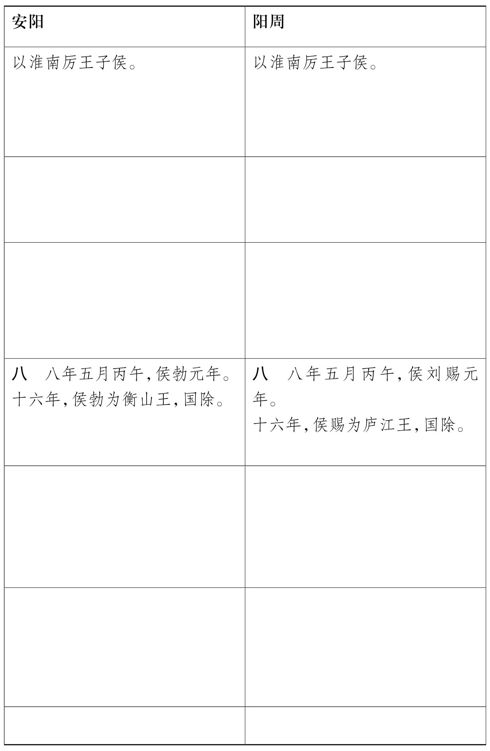 安阳
阳周
以淮南厉王子侯。
以淮南厉王子侯。
八　八年五月丙午,侯勃元年。
十六年,侯勃为衡山王,国除。
八　八年五月丙午,侯刘赐元
年。
十六年,侯赐为庐江王,国除。